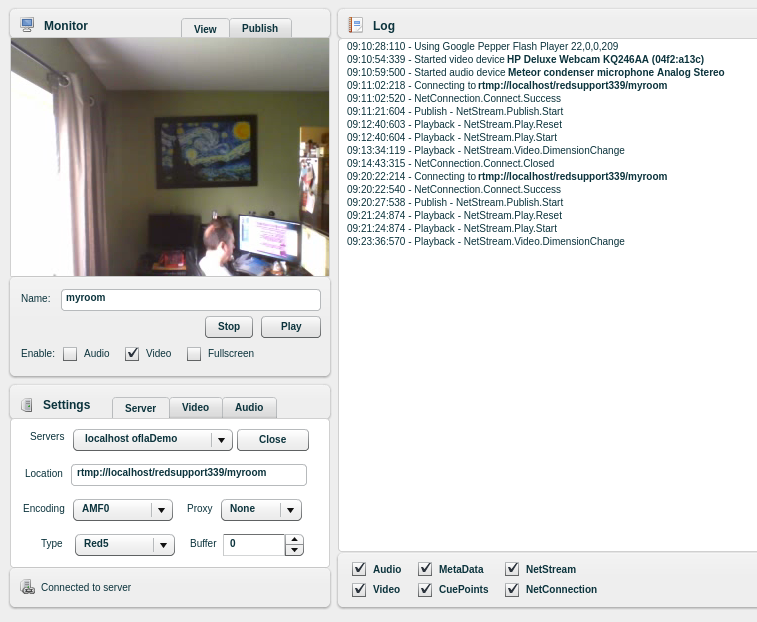 Monitor
View
Publish
Name:
myroom
Stop
Play
Enable:
Audio
Video
Fullscreen
Settings
Server
Video
Audio
Servers
localhost oflaDemo
Close
Location
rtmp://localhost/redsupport339/myroom
Encoding
AMF0
Proxy
None
Type
Red5
Buffer
0
Connected to server
Log
09:10:28:110 - Using Google Pepper Flash Player 22,0,0,209
09:10:54:339 - Started video device HP Deluxe Webcam KQ246AA (04f2:a13c)
09:10:59:500 - Started audio device Meteor condenser microphone Analog Stereo
09:11:02:218 - Connecting to rtmp://localhost/redsupport339/myroom
09:11:02:520 - NetConnection.Connect.Success
09:11:21:604 - Publish - NetStream.Publish.Start
09:12:40:603 - Playback - NetStream.Play.Reset
09:12:40:604 - Playback - NetStream.Play.Start
09:13:34:119 - Playback - NetStream.Video.DimensionChange
09:14:43:315 - NetConnection.Connect.Closed
09:20:22:214 - Connecting to rtmp://localhost/redsupport339/myroom
09:20:22:540 - NetConnection.Connect.Success
09:20:27:538 - Publish - NetStream.Publish.Start
09:21:24:874 - Playback - NetStream.Play.Reset
09:21:24:874 - Playback - NetStream.Play.Start
09:23:36:570 - Playback - NetStream.Video.DimensionChange
Audio
MetaData
NetStream
Video
CuePoints
NetConnection